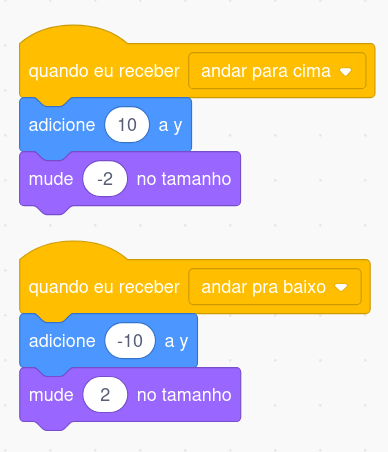 quando eu receber andar para cima
adicione 10 a y
mude -2 no tamanho
quando eu receber andar pra baixo
adicione -10 a y
mude 2 no tamanho